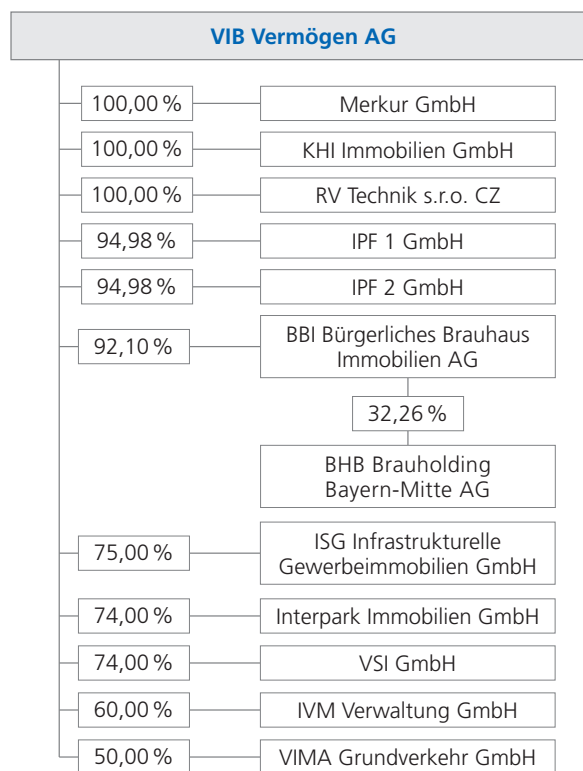 VIB Vermögen AG
100,00 % Merkur GmbH
100,00 % KHI Immobilien GmbH
100,00 % RV Technik s.r.o. CZ
94,98 % IPF 1 GmbH
94,98 % IPF 2 GmbH
92,10 % BBI Bürgerliches Brauhaus
Immobilien AG
32,26 %
BHB Brauholding
Bayern-Mitte AG
75,00 % ISG Infrastrukturelle
Gewerbeimmobilien GmbH
74,00 % Interpark Immobilien GmbH
74,00 % VSI GmbH
60,00 % IVM Verwaltung GmbH
50,00 % VIMA Grundverkehr GmbH